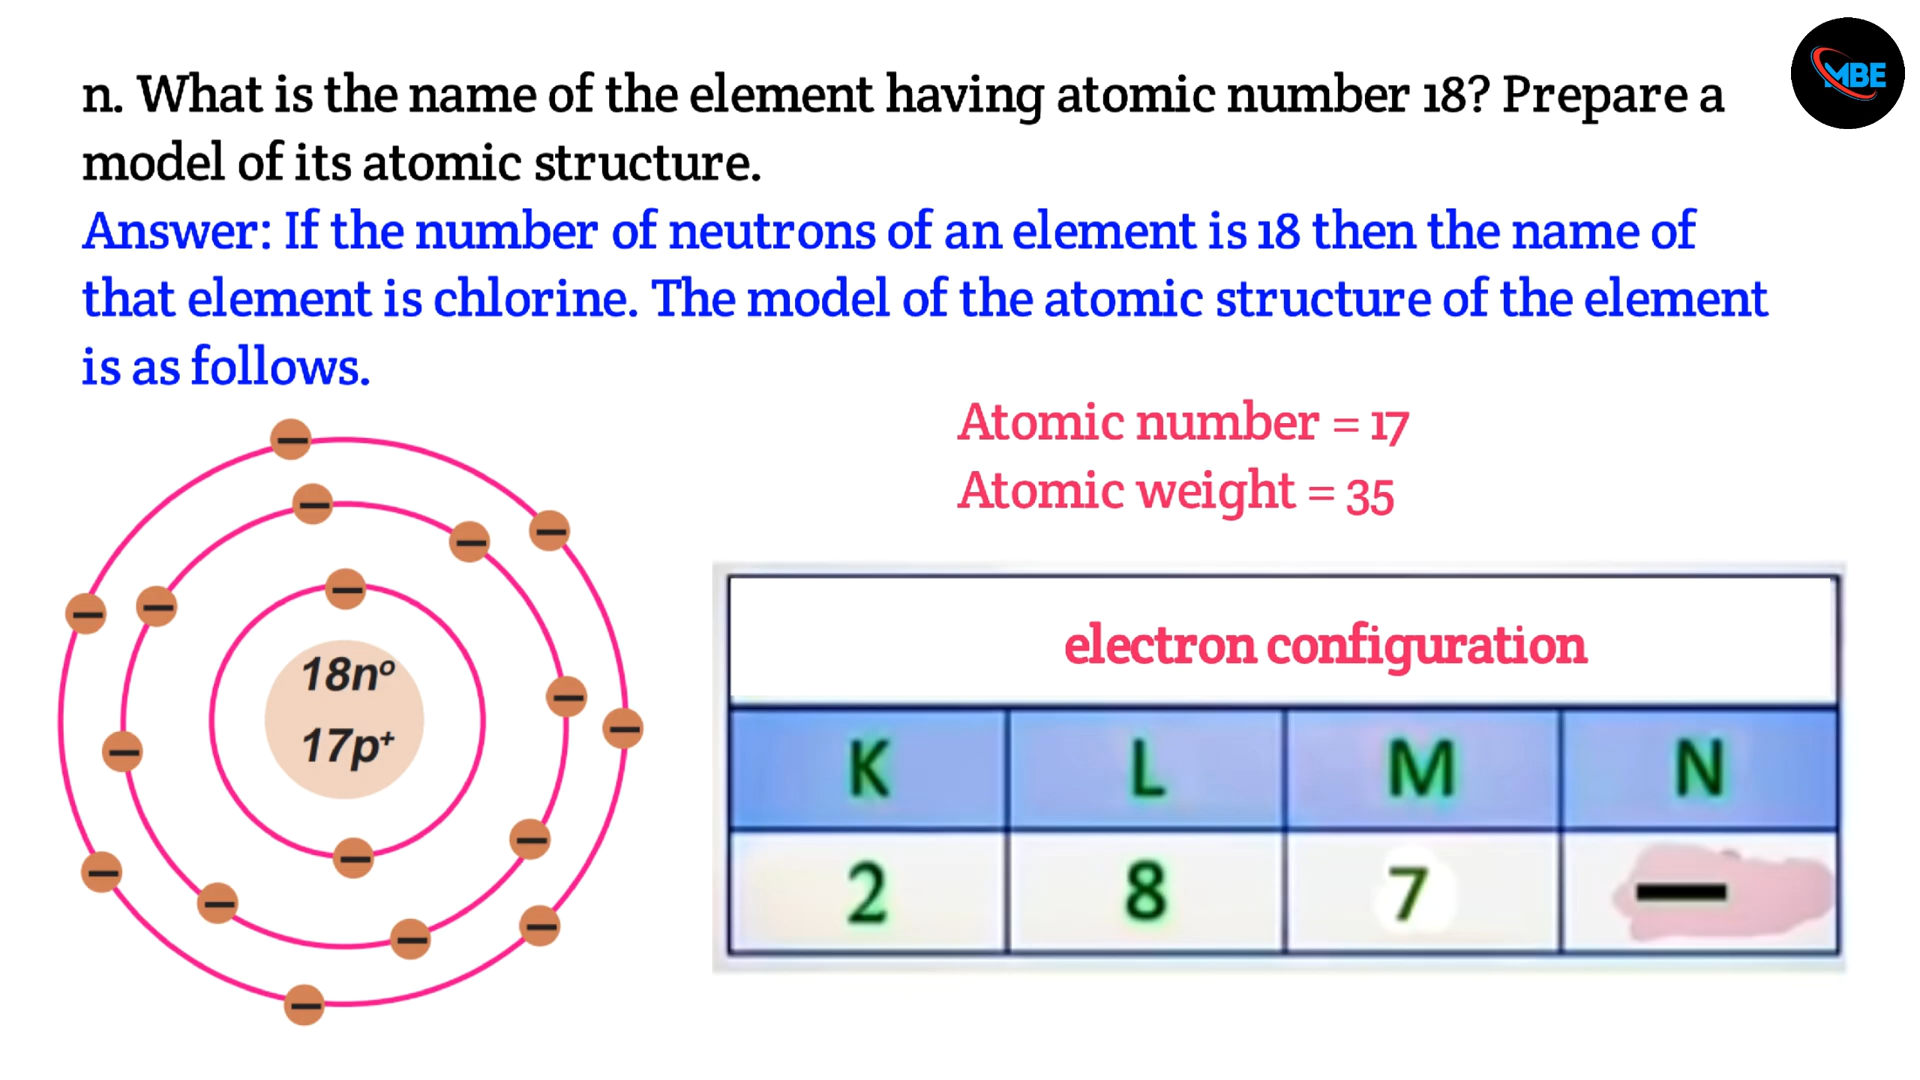 MBE
n. What is the name of the element having atomic number 18? Prepare a
model of its atomic structure.
Answer: If the number of neutrons of an element is 18 then the name of
that element is chlorine. The model of the atomic structure of the element
is as follows.
Atomic number = 17
Atomic weight = 35
18n⁰
17p⁺
electron configuration
K L M N
2 8 7 —